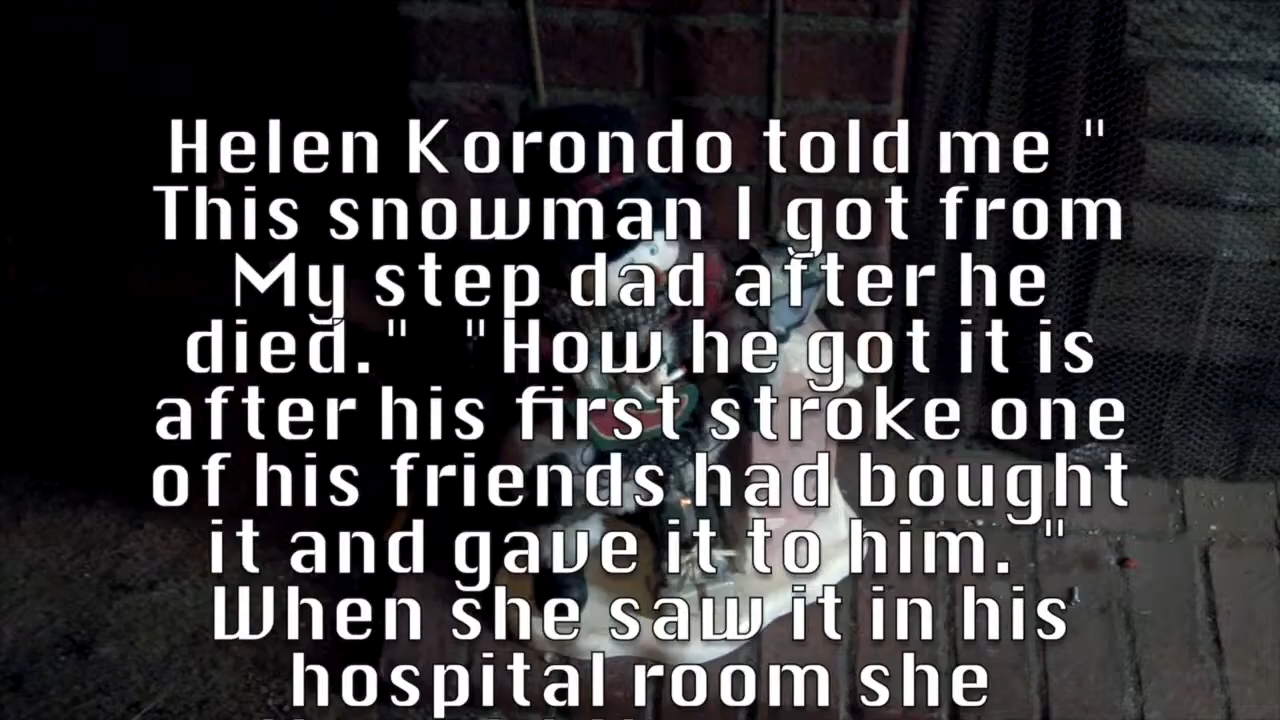 Helen Korondo told me "
This snowman I got from
My step dad after he
died." "How he got it is
after his first stroke one
of his friends had bought
it and gave it to him. "
When she saw it in his
hospital room she